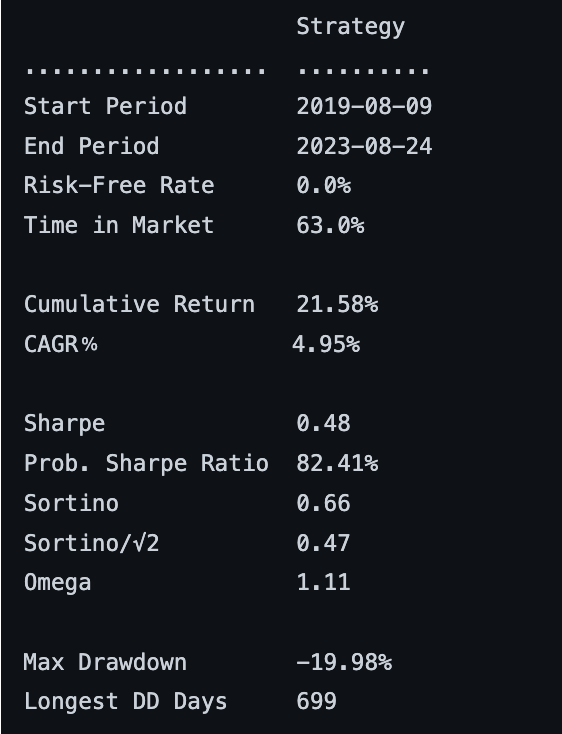 Strategy
..................  ..........
Start Period        2019-08-09
End Period          2023-08-24
Risk-Free Rate      0.0%
Time in Market      63.0%
Cumulative Return   21.58%
CAGR﹪              4.95%
Sharpe              0.48
Prob. Sharpe Ratio  82.41%
Sortino             0.66
Sortino/√2          0.47
Omega               1.11
Max Drawdown        -19.98%
Longest DD Days     699